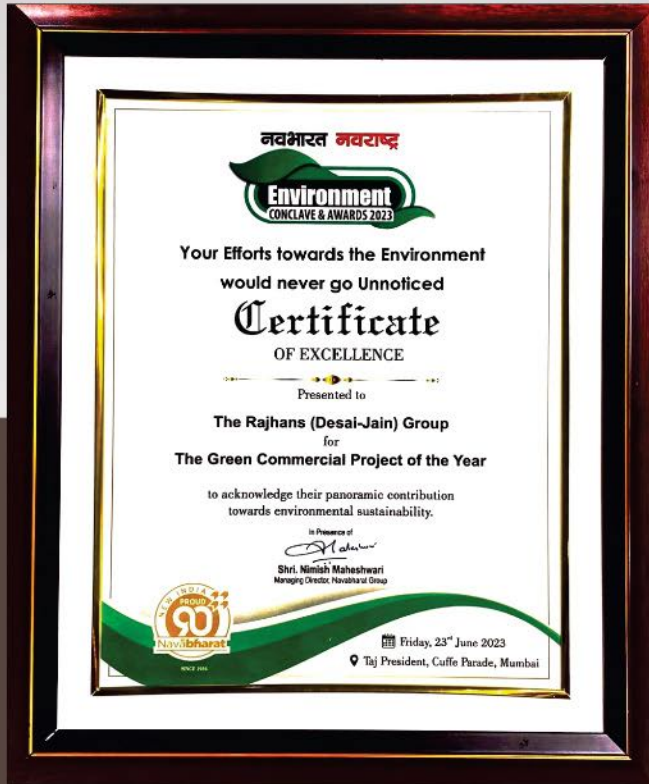 नवभारत नवराष्ट्र
Environment
CONCLAVE & AWARDS 2023
Your Efforts towards the Environment
would never go Unnoticed
Certificate
OF EXCELLENCE
Presented to
The Rajhans (Desai-Jain) Group
for
The Green Commercial Project of the Year
to acknowledge their panoramic contribution
towards environmental sustainability.
In Presence of
Shri. Nimish Maheshwari
Managing Director, Navabharat Group
NEW INDIA
PROUD
90
Navabharat
Friday, 23rd June 2023
Taj President, Cuffe Parade, Mumbai